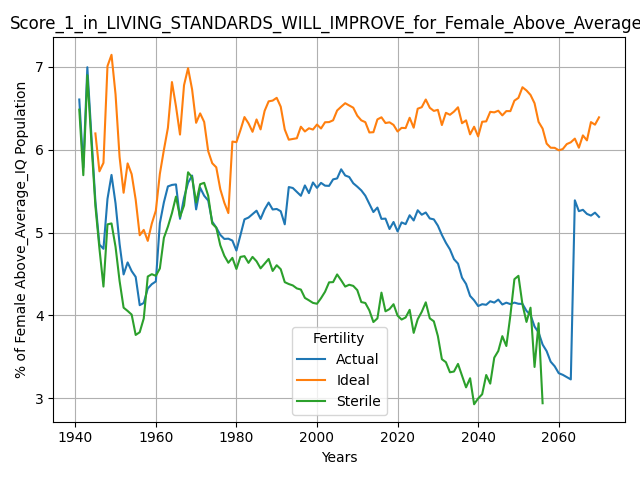 Score_1_in_LIVING_STANDARDS_WILL_IMPROVE_for_Female_Above_Average
% of Female Above_Average_IQ Population
7
6
5
4
3
Fertility
Actual
Ideal
Sterile
1940 1960 1980 2000 2020 2040 2060
Years